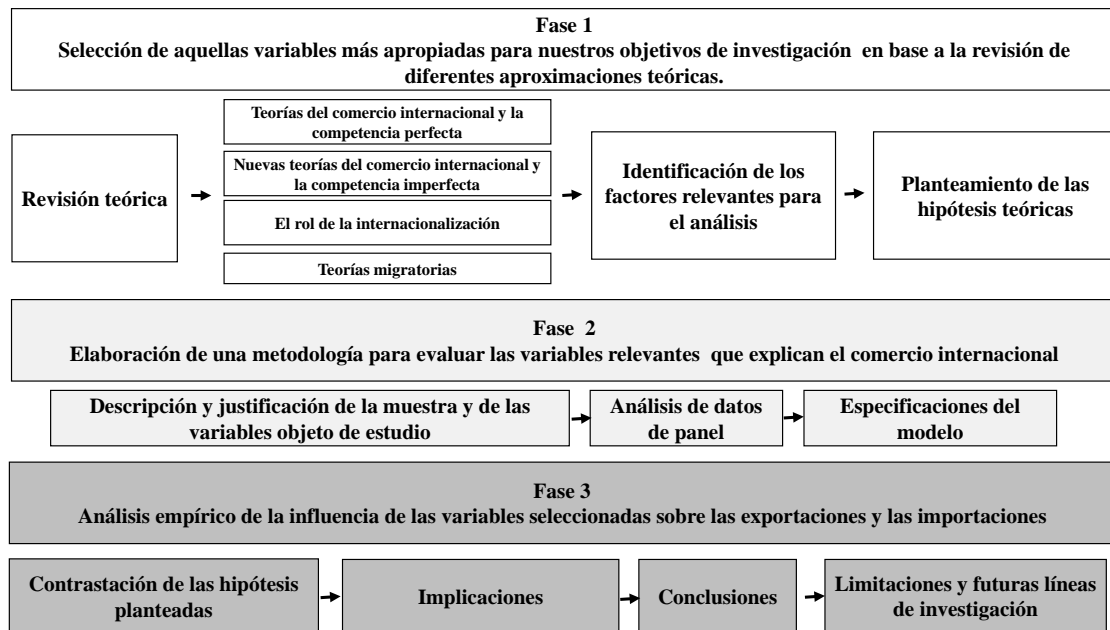 Fase 1
Selección de aquellas variables más apropiadas para nuestros objetivos de investigación en base a la revisión de
diferentes aproximaciones teóricas.
Revisión teórica
Teorías del comercio internacional y la
competencia perfecta
Nuevas teorías del comercio internacional y
la competencia imperfecta
El rol de la internacionalización
Teorías migratorias
Identificación de los
factores relevantes para
el análisis
Planteamiento de las
hipótesis teóricas
Fase 2
Elaboración de una metodología para evaluar las variables relevantes que explican el comercio internacional
Descripción y justificación de la muestra y de las
variables objeto de estudio
Análisis de datos
de panel
Especificaciones del
modelo
Fase 3
Análisis empírico de la influencia de las variables seleccionadas sobre las exportaciones y las importaciones
Contrastación de las hipótesis
planteadas
Implicaciones
Conclusiones
Limitaciones y futuras líneas
de investigación